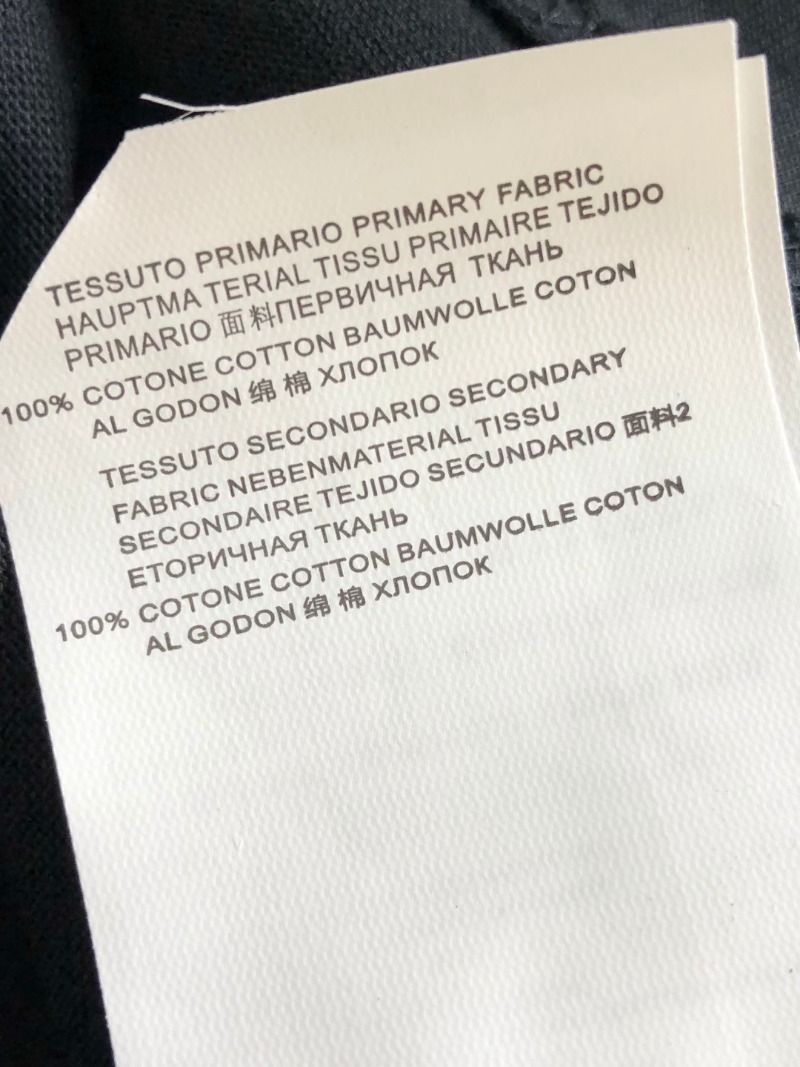 TESSUTO PRIMARIO PRIMARY FABRIC
HAUPTMA TERIAL TISSU PRIMAIRE TEJIDO
PRIMARIO 面 料ПЕРВИЧНАЯ ТКАНЬ
100% COTONE COTTON BAUMWOLLE COTON
AL GODON 绵 棉 ХЛОПОК
TESSUTO SECONDARIO SECONDARY
FABRIC NEBENMATERIAL TISSU
SECONDAIRE TEJIDO SECUNDARIO 面料2
ЕТОРИЧНАЯ ТКАНЬ
100% COTONE COTTON BAUMWOLLE COTON
AL GODON 绵 棉 ХЛОПОК